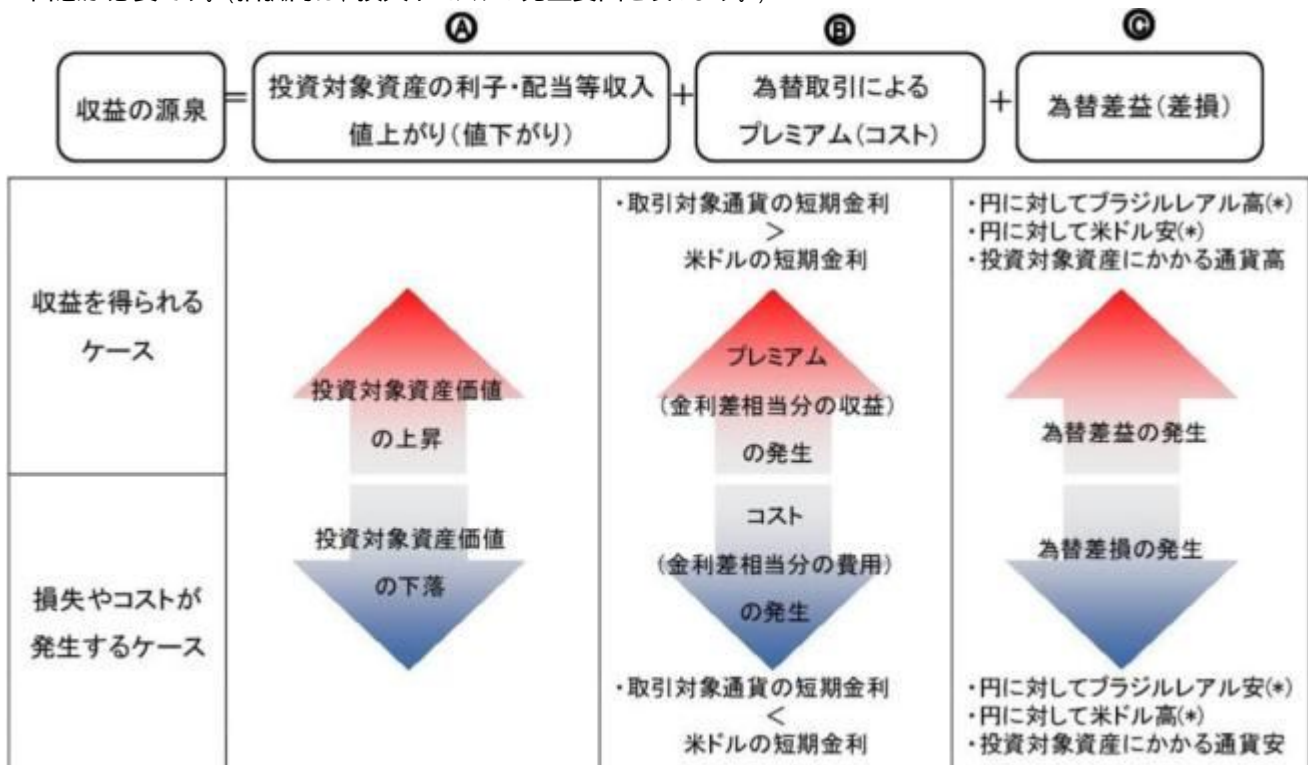 Ⓐ
Ⓑ
Ⓒ
収益の源泉
=
投資対象資産の利子・配当等収入
値上がり(値下がり)
+
為替取引による
プレミアム(コスト)
+
為替差益(差損)
収益を得られる
ケース
投資対象資産価値
の上昇
・取引対象通貨の短期金利
>
米ドルの短期金利
プレミアム
(金利差相当分の収益)
の発生
・円に対してブラジルレアル高(*)
・円に対して米ドル安(*)
・投資対象資産にかかる通貨高
為替差益の発生
損失やコストが
発生するケース
投資対象資産価値
の下落
コスト
(金利差相当分の費用)
の発生
・取引対象通貨の短期金利
<
米ドルの短期金利
為替差損の発生
・円に対してブラジルレアル安(*)
・円に対して米ドル高(*)
・投資対象資産にかかる通貨安